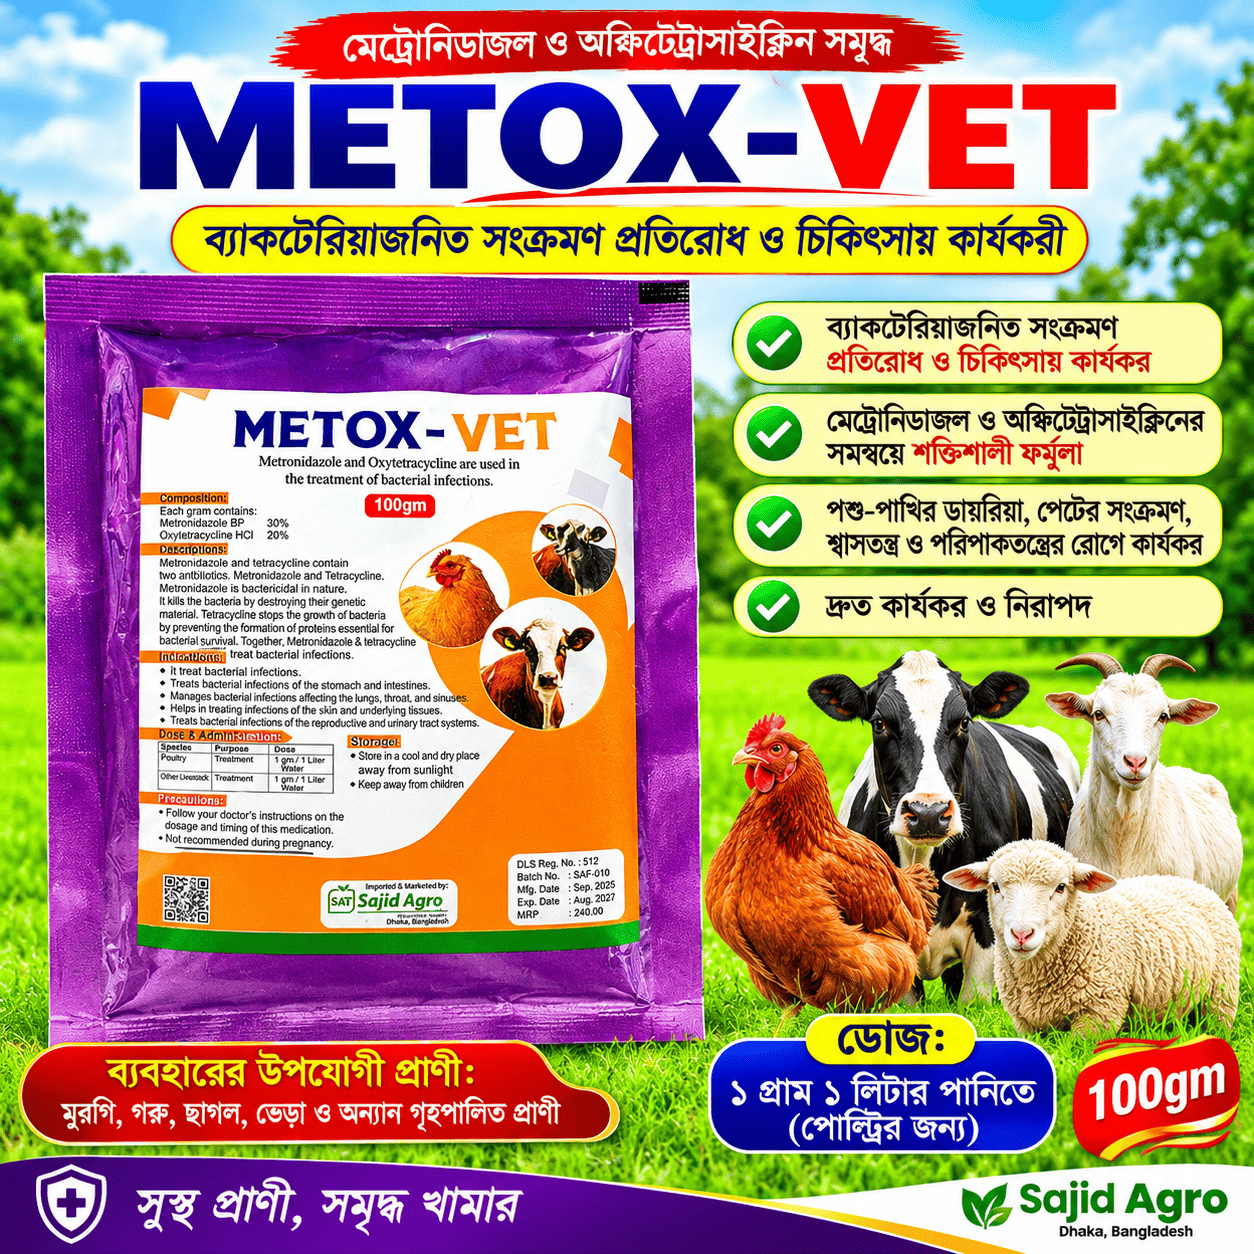 মেট্রোনিডাজল ও অক্সিটেট্রাসাইক্লিন সমৃদ্ধ
METOX-VET
ব্যাকটেরিয়াজনিত সংক্রমণ প্রতিরোধ ও চিকিৎসায় কার্যকরী
METOX-VET
Metronidazole and Oxytetracycline are used in
the treatment of bacterial infections.
100gm
Composition:
Each gram contains:
Metronidazole BP 30%
Oxytetracycline HCl 20%
Descriptions:
Metronidazole and tetracycline contain
two antibiotics. Metronidazole and Tetracycline.
Metronidazole is bactericidal in nature.
It kills the bacteria by destroying their genetic
material. Tetracycline stops the growth of bacteria
by preventing the formation of proteins essential for
bacterial survival. Together, Metronidazole & tetracycline
treat bacterial infections.
Indications:
• It treat bacterial infections.
• Treats bacterial infections of the stomach and intestines.
• Manages bacterial infections affecting the lungs, throat, and sinuses.
• Helps in treating infections of the skin and underlying tissues.
• Treats bacterial infections of the reproductive and urinary tract systems.
Dose & Administration:
Species Purpose Dose
Poultry Treatment 1 gm / 1 Liter
Water
Other Treatment 1 gm / 1 Liter
Water
Storage:
• Store in a cool and dry place
away from sunlight
• Keep away from children
Precautions:
• Follow your doctor's instructions on the
dosage and timing of this medication.
• Not recommended during pregnancy.
Imported & Marketed by:
SAT Sajid Agro
Dhaka, Bangladesh
DLS Reg. No. : 512
Batch No. : SAF-010
Mfg. Date : Sep. 2025
Exp. Date : Aug. 2027
MRP : 240.00
ব্যাকটেরিয়াজনিত সংক্রমণ
প্রতিরোধ ও চিকিৎসায় কার্যকর
মেট্রোনিডাজল ও অক্সিটেট্রাসাইক্লিনের
সমন্বয়ে শক্তিশালী ফর্মুলা
পশু-পাখির ডায়রিয়া, পেটের সংক্রমণ,
শ্বাসতন্ত্র ও পরিপাকতন্ত্রের রোগে কার্যকর
দ্রুত কার্যকর ও নিরাপদ
ব্যবহারের উপযোগী প্রাণী:
মুরগি, গরু, ছাগল, ভেড়া ও অন্যান গৃহপালিত প্রাণী
ডোজ:
১ গ্রাম ১ লিটার পানিতে
(পোল্ট্রির জন্য)
100gm
সুস্থ প্রাণী, সমৃদ্ধ খামার
Sajid Agro
Dhaka, Bangladesh